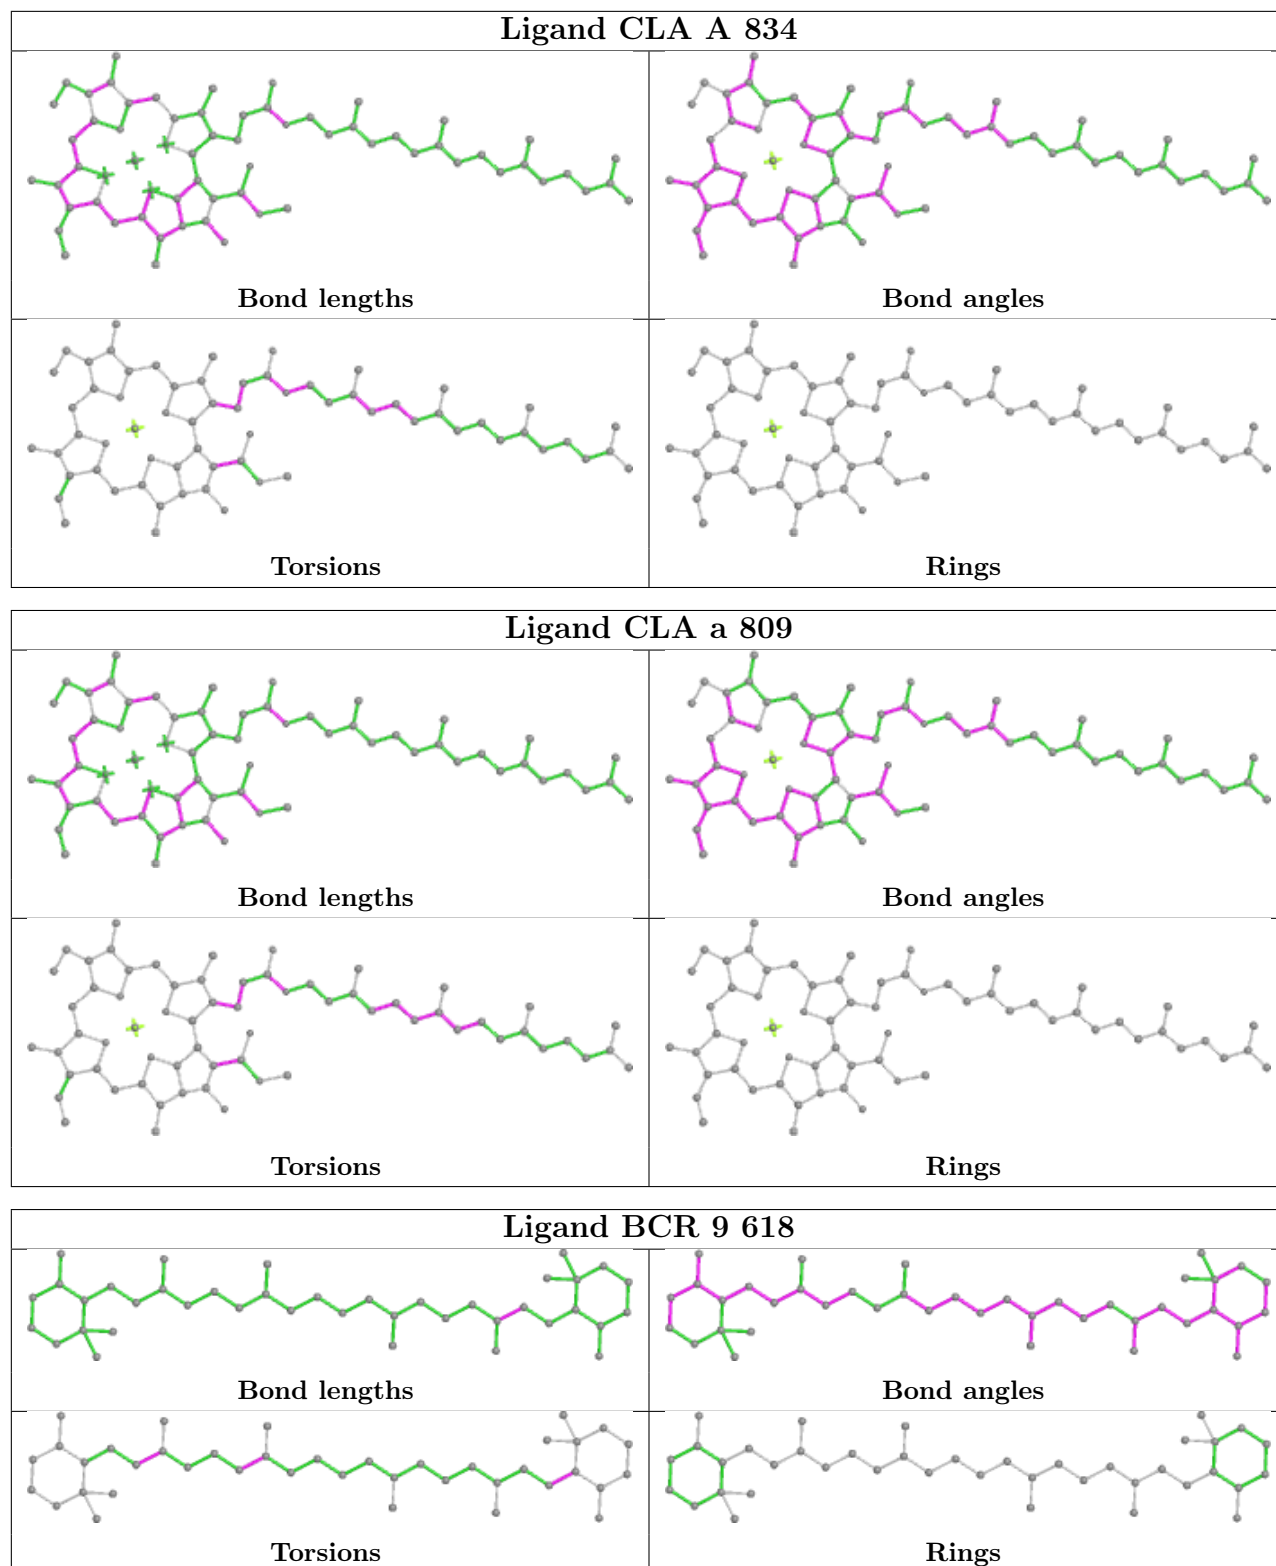 Ligand CLA A 834
Bond lengths
Bond angles
Torsions
Rings
Ligand CLA a 809
Bond lengths
Bond angles
Torsions
Rings
Ligand BCR 9 618
Bond lengths
Bond angles
Torsions
Rings